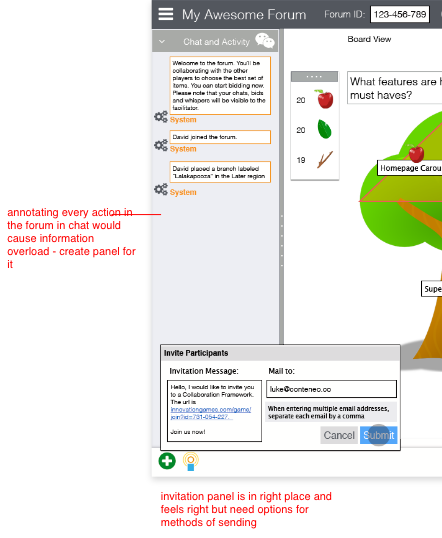 My Awesome Forum
Forum ID: 123-456-789
Chat and Activity
Board View
Welcome to the forum. You'll be
collaborating with the other
players to choose the best set of
items. You can start bidding now.
Please note that your chats, bids
and whispers will be visible to the
facilitator.
System
David joined the forum.
System
David placed a branch labeled
"Lalakapooza" in the Later region
System
20
20
19
What features are h
must haves?
Homepage Carou
Supe
annotating every action in
the forum in chat would
cause information
overload - create panel for
it
Invite Participants
Invitation Message:
Hello, I would like to invite you
to a Collaboration Framework.
The url is
innovationgames.com/game/
join?id=731-054-227.
Join us now!
Mail to:
luke@conteneo.co
When entering multiple email addresses,
separate each email by a comma
Cancel
Submit
invitation panel is in right place and
feels right but need options for
methods of sending